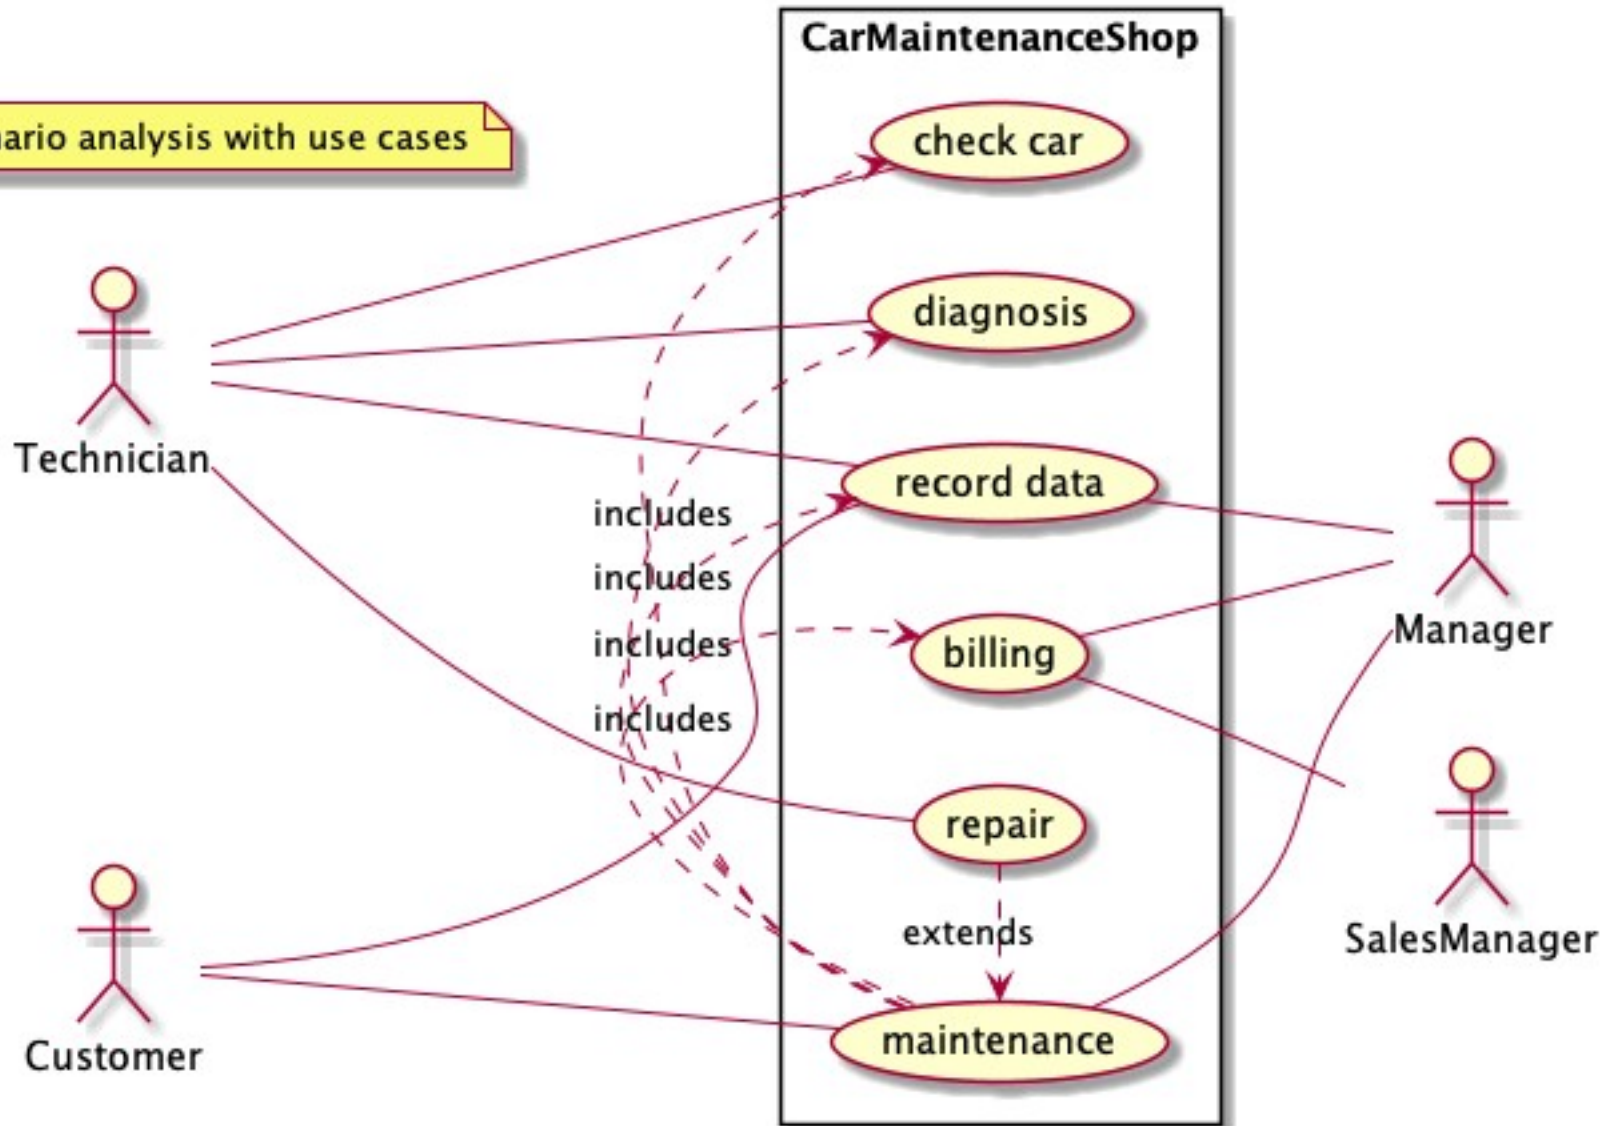 CarMaintenanceShop
analysis with use cases
check car
diagnosis
Technician
record data
includes
includes
includes
includes
billing
Manager
repair
extends
SalesManager
maintenance
Customer